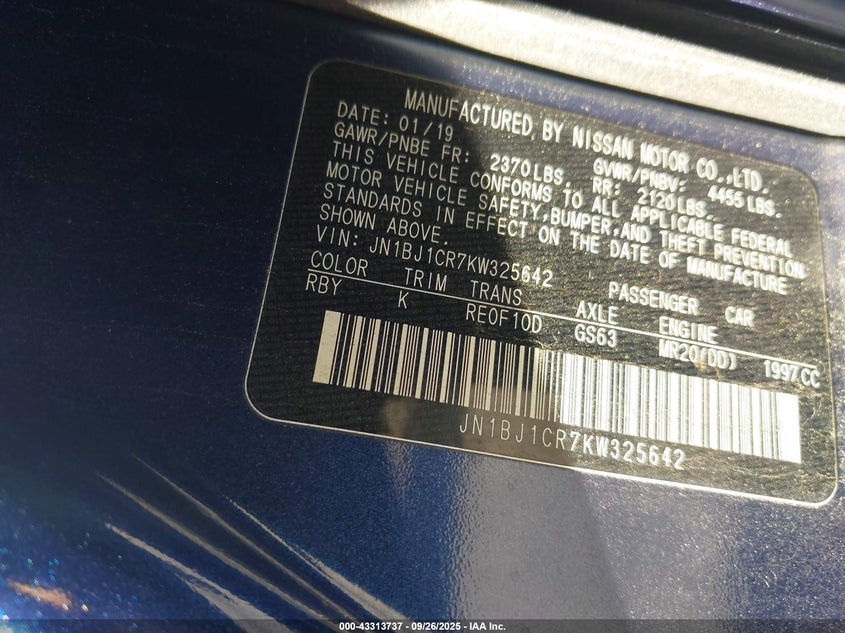 MANUFACTURED BY NISSAN MOTOR CO.,LTD.
DATE: 01/19 GVWR/PNBV: 4455 LBS.
GAWR/PNBE FR: 2370LBS. RR: 2120 LBS.
THIS VEHICLE CONFORMS TO ALL APPLICABLE FEDERAL
MOTOR VEHICLE SAFETY,BUMPER,AND THEFT PREVENTION
STANDARDS IN EFFECT ON THE DATE OF MANUFACTURE
SHOWN ABOVE.
VIN: JN1BJ1CR7KW325642 PASSENGER CAR
COLOR TRIM TRANS AXLE ENGINE
RBY K RE0F10D GS63 MR20(DD) 1997CC
JN1BJ1CR7KW325642
000-43313737 - 09/26/2025 - IAA Inc.